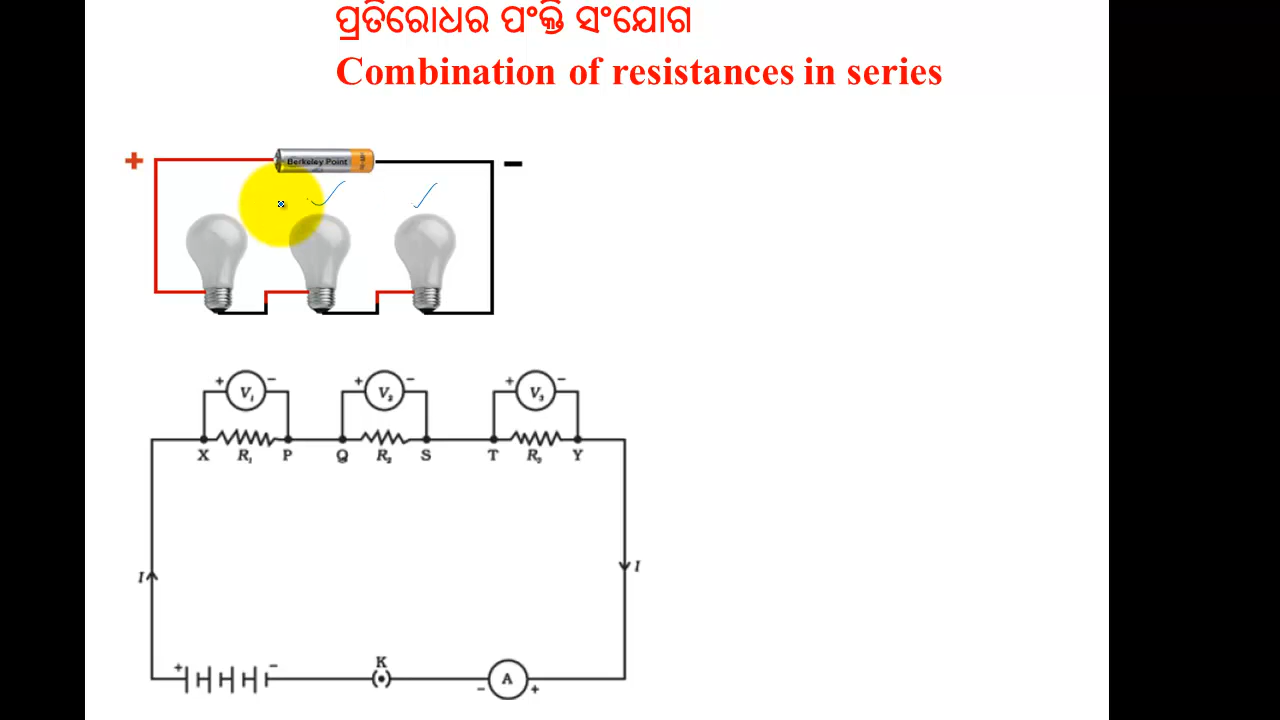 ପ୍ରତିରୋଧର ପଂକ୍ତି ସଂଯୋଗ
Combination of resistances in series
+ Berkeley Point −
+ V₁ − + V₂ − + V₃ −
X R₁ P Q R₂ S T R₃ Y
I I
+ − K − A +